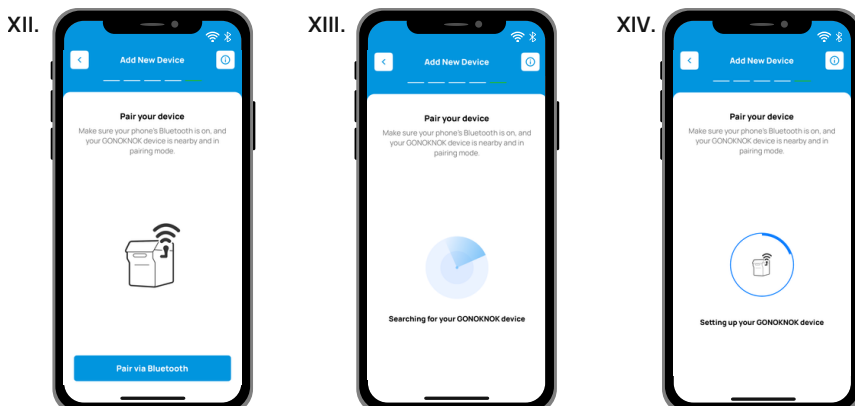 XII.
Add New Device
Pair your device
Make sure your phone's Bluetooth is on, and
your GONOKNOK device is nearby and in
pairing mode.
Pair via Bluetooth
XIII.
Add New Device
Pair your device
Make sure your phone's Bluetooth is on, and
your GONOKNOK device is nearby and in
pairing mode.
Searching for your GONOKNOK device
XIV.
Add New Device
Pair your device
Make sure your phone's Bluetooth is on, and
your GONOKNOK device is nearby and in
pairing mode.
Setting up your GONOKNOK device